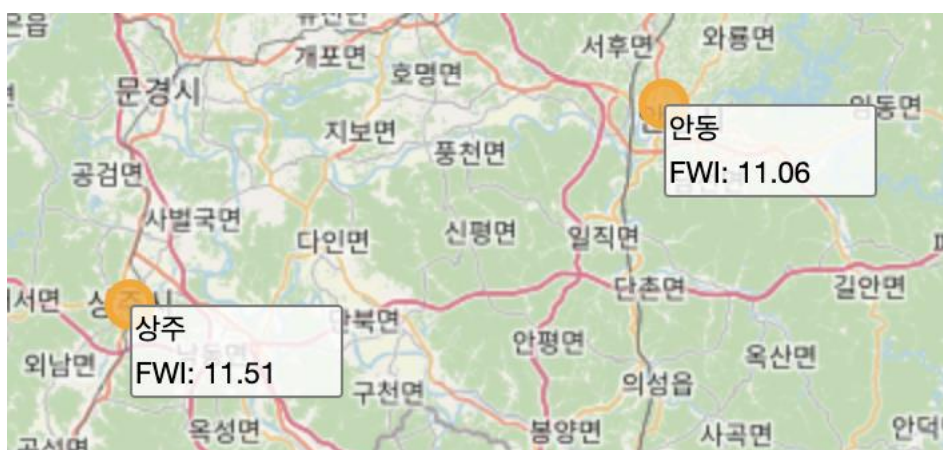 서후면
와룡면
개포면
호명면
문경시
안동
FWI: 11.06
지보면
풍천면
공검면
사벌국면
다인면
신평면
일직면
상주
FWI: 11.51
단촌면
길안면
외남면
안평면
옥산면
의성읍
구천면
옥성면
봉양면
사곡면